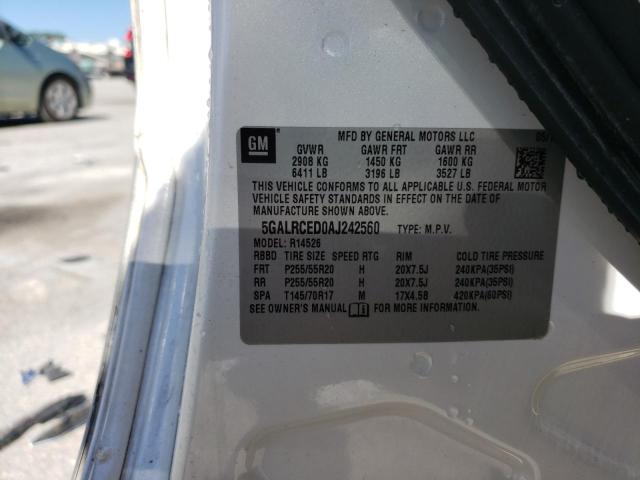 GM
MFD BY GENERAL MOTORS LLC
GVWR GAWR FRT GAWR RR
2908 KG 1450 KG 1600 KG
6411 LB 3196 LB 3527 LB
THIS VEHICLE CONFORMS TO ALL APPLICABLE U.S. FEDERAL MOTOR
VEHICLE SAFETY STANDARDS IN EFFECT ON THE DATE OF
MANUFACTURE SHOWN ABOVE.
5GALRCED0AJ242560 TYPE: M.P.V.
MODEL: R14526
RBBD TIRE SIZE SPEED RTG RIM COLD TIRE PRESSURE
FRT P255/55R20 H 20X7.5J 240KPA(35PSI)
RR P255/55R20 H 20X7.5J 240KPA(35PSI)
SPA T145/70R17 M 17X4.5B 420KPA(60PSI)
SEE OWNER'S MANUAL FOR MORE INFORMATION.